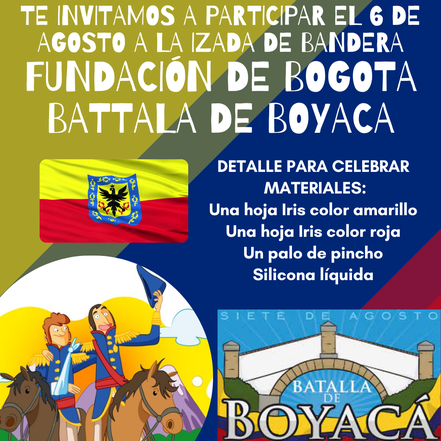 TE INVITAMOS A PARTICIPAR EL 6 DE
AGOSTO A LA IZADA DE BANDERA
FUNDACIÓN DE BOGOTA
BATTALA DE BOYACA
DETALLE PARA CELEBRAR
MATERIALES:
Una hoja Iris color amarillo
Una hoja Iris color roja
Un palo de pincho
Silicona líquida
SIETE DE AGOSTO
BATALLA
DE
BOYACÁ